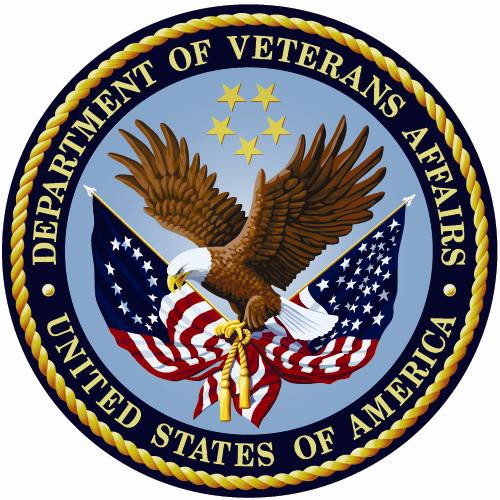 DEPARTMENT OF VETERANS AFFAIRS
UNITED STATES OF AMERICA